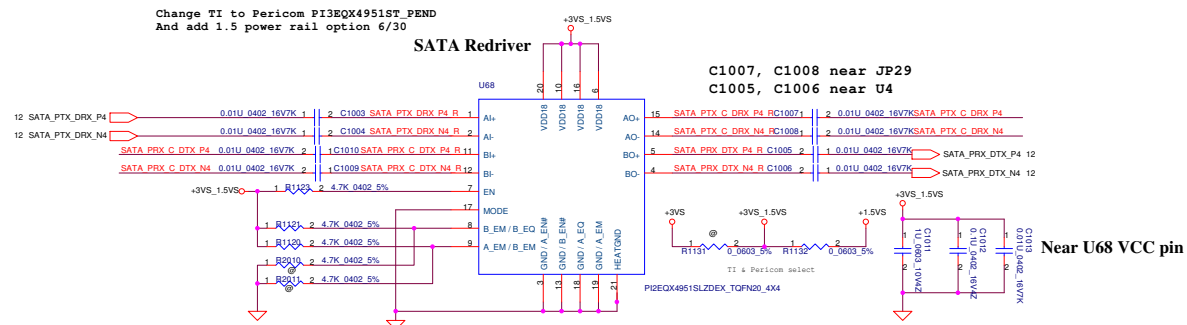 Change TI to Pericom PI3EQX4951ST_PEND
And add 1.5 power rail option 6/30
+3VS_1.5VS
SATA Redriver
C1007, C1008 near JP29
C1005, C1006 near U4
U68
20 10 16 6
VDD18 VDD18 VDD18 VDD18
12 SATA_PTX_DRX_P4 0.01U_0402_16V7K 1 2 C1003 SATA_PTX_DRX_P4_R 1 AI+ AO+ 15 SATA_PTX_C_DRX_P4_R C1007 1 2 0.01U_0402_16V7K SATA_PTX_C_DRX_P4
12 SATA_PTX_DRX_N4 0.01U_0402_16V7K 1 2 C1004 SATA_PTX_DRX_N4_R 2 AI- AO- 14 SATA_PTX_C_DRX_N4_R C1008 1 2 0.01U_0402_16V7K SATA_PTX_C_DRX_N4
SATA_PRX_C_DTX_P4 0.01U_0402_16V7K 2 1 C1010 SATA_PRX_C_DTX_P4_R 11 BI+ BO+ 5 SATA_PRX_DTX_P4_R C1005 2 1 0.01U_0402_16V7K SATA_PRX_DTX_P4 12
SATA_PRX_C_DTX_N4 0.01U_0402_16V7K 2 1 C1009 SATA_PRX_C_DTX_N4_R 12 BI- BO- 4 SATA_PRX_DTX_N4_R C1006 2 1 0.01U_0402_16V7K SATA_PRX_DTX_N4 12
+3VS_1.5VS 1 R1123 2 4.7K_0402_5% 7 EN
17 MODE
1 R1121 2 4.7K_0402_5% 8 B_EM / B_EQ
1 R1120 2 4.7K_0402_5% 9 A_EM / B_EM
1 R2010 2 4.7K_0402_5%
@
1 R2011 2 4.7K_0402_5%
@
GND / A_EN# GND / B_EN# GND / A_EQ GND / A_EM HEATGND
3 13 18 19 21
PI2EQX4951SLZDEX_TQFN20_4X4
+3VS +3VS_1.5VS +1.5VS
@
1 2 1 2
R1131 0_0603_5% R1132 0_0603_5%
TI & Pericom select
+3VS_1.5VS
1 C1011 2 1U_0603_10V4Z
1 C1012 2 0.1U_0402_16V4Z
1 C1013 2 0.01U_0402_16V7K
Near U68 VCC pin